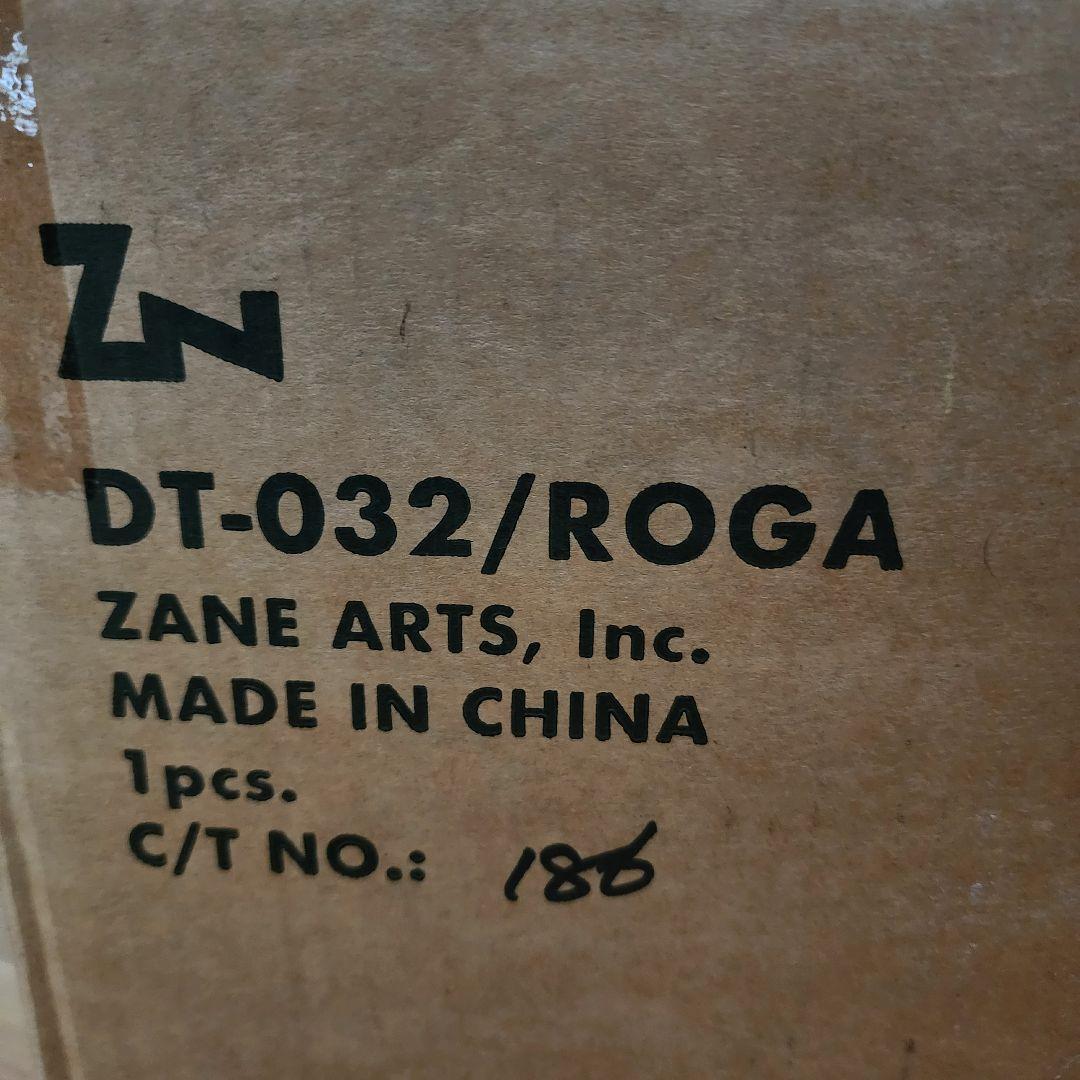 ZN
DT-032/ROGA
ZANE ARTS, Inc.
MADE IN CHINA
1pcs.
C/T NO.: 186